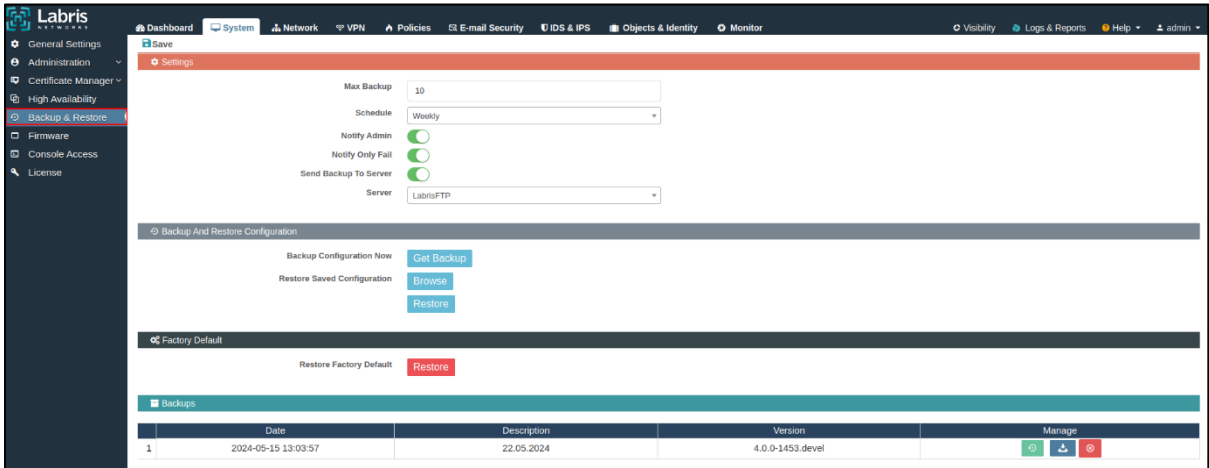 Labris
NETWORKS
Dashboard System Network VPN Policies E-mail Security IDS & IPS Objects & Identity Monitor Visibility Logs & Reports Help admin
General Settings
Administration
Certificate Manager
High Availability
Backup & Restore
Firmware
Console Access
License
Save
Settings
Max Backup 10
Schedule Weekly
Notify Admin
Notify Only Fail
Send Backup To Server
Server LabrisFTP
Backup And Restore Configuration
Backup Configuration Now Get Backup
Restore Saved Configuration Browse
Restore
Factory Default
Restore Factory Default Restore
Backups
Date Description Version Manage
1 2024-05-15 13:03:57 22.05.2024 4.0.0-1453.devel